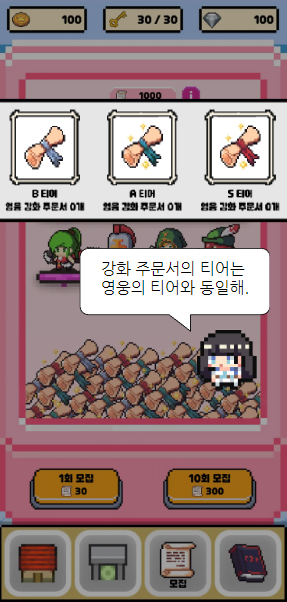 100
30 / 30
100
1000
i
B 티어
A 티어
S 티어
영웅 강화 주문서 0개
영웅 강화 주문서 0개
영웅 강화 주문서 0개
강화 주문서의 티어는
영웅의 티어와 동일해.
1회 모집
30
10회 모집
300
모집